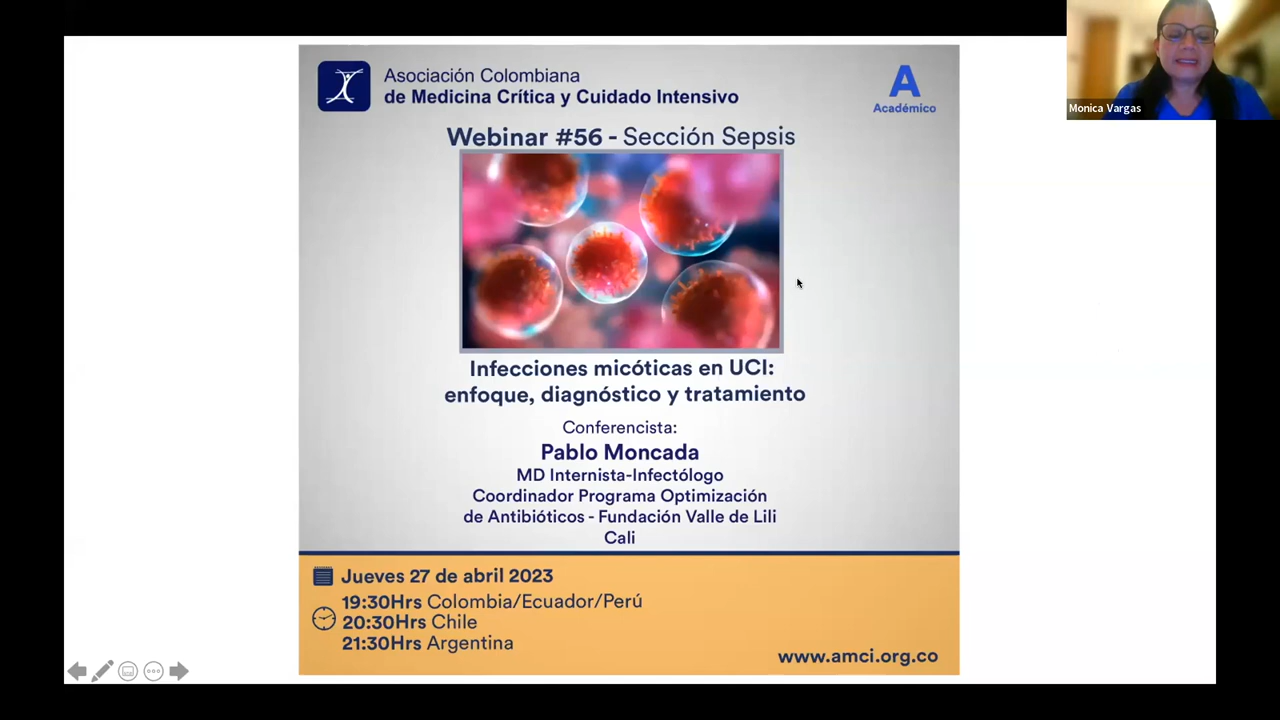 Asociación Colombiana
de Medicina Crítica y Cuidado Intensivo
A
Académico
Webinar #56 - Sección Sepsis
Infecciones micóticas en UCI:
enfoque, diagnóstico y tratamiento
Conferencista:
Pablo Moncada
MD Internista-Infectólogo
Coordinador Programa Optimización
de Antibióticos - Fundación Valle de Lili
Cali
Jueves 27 de abril 2023
19:30Hrs Colombia/Ecuador/Perú
20:30Hrs Chile
21:30Hrs Argentina
www.amci.org.co
Monica Vargas